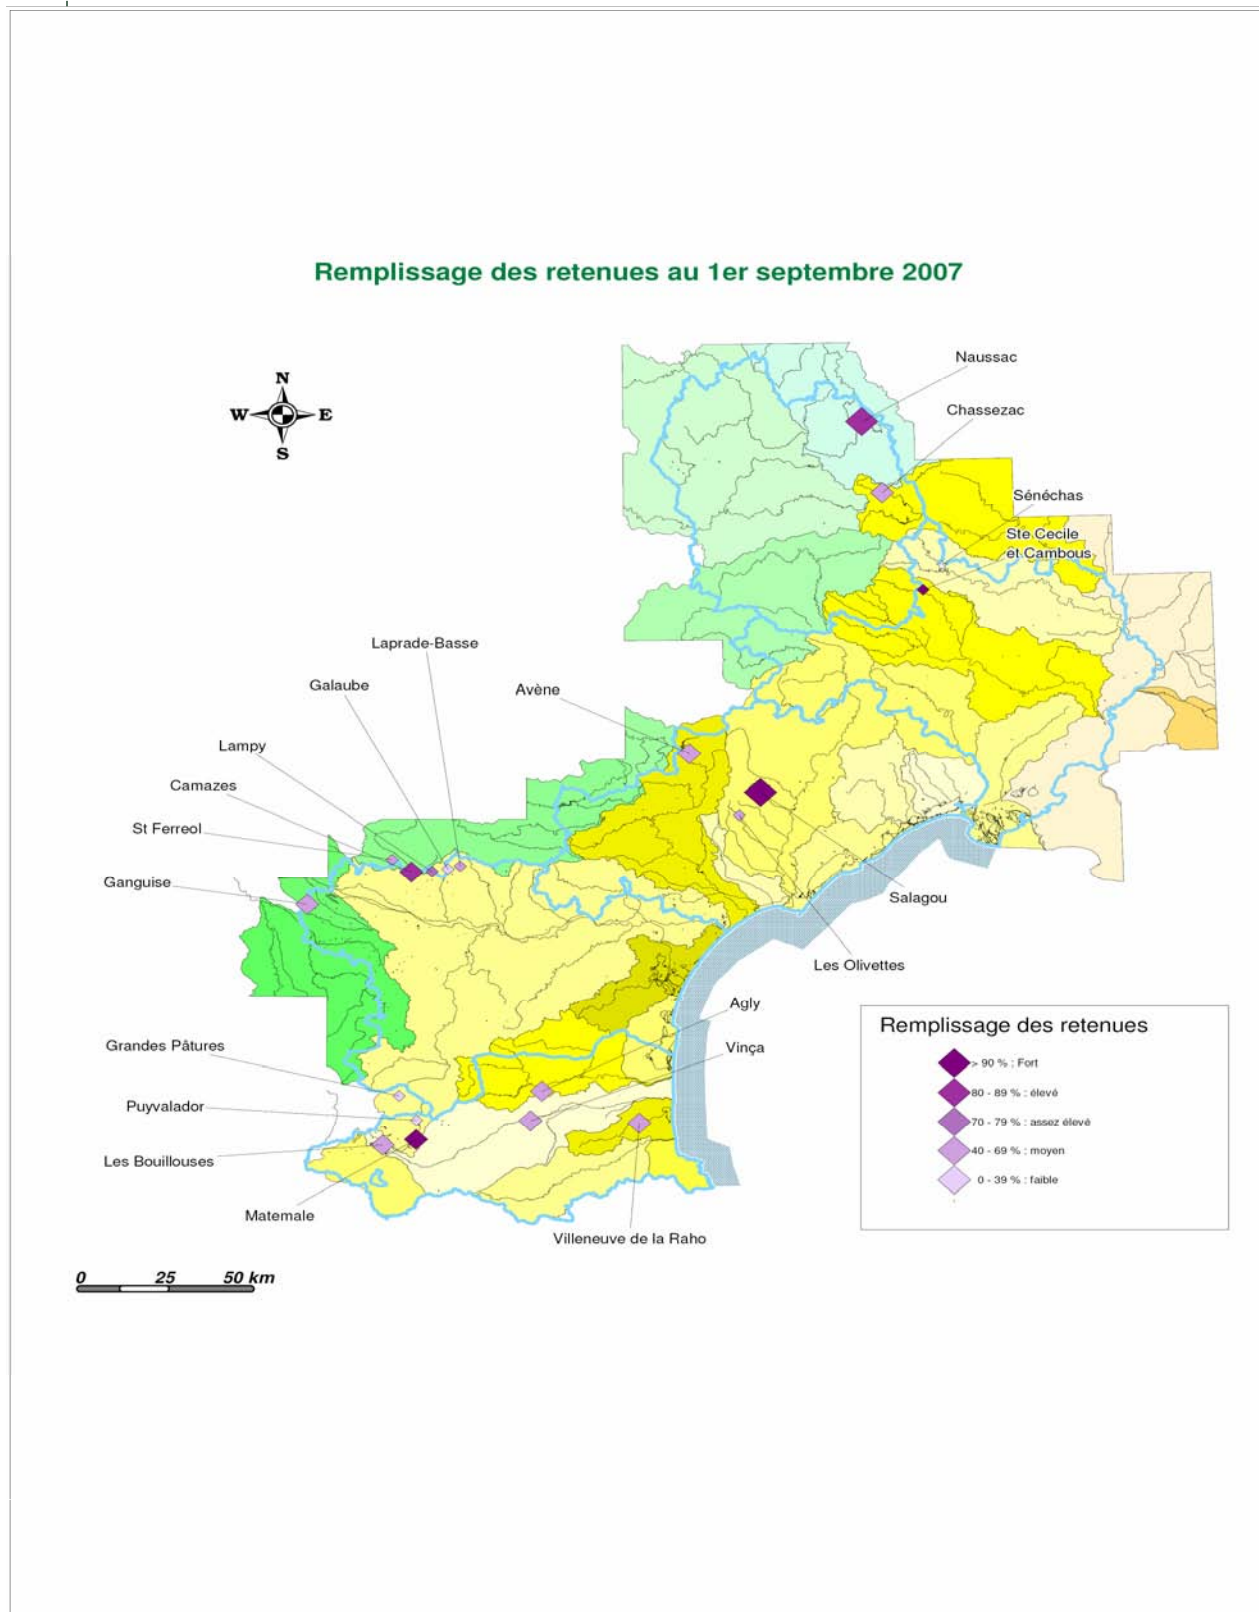 Remplissage des retenues au 1er septembre 2007
N
W
E
S
Naussac
Chassezac
Sénéchas
Ste Cecile
et Cambous
Laprade-Basse
Galaube
Avène
Lampy
Camazes
St Ferreol
Ganguise
Salagou
Les Olivettes
Agly
Vinça
Grandes Pâtures
Puyvalador
Les Bouillouses
Matemale
Villeneuve de la Raho
Remplissage des retenues
> 90 % : Fort
80 - 89 % : élevé
70 - 79 % : assez élevé
40 - 69 % : moyen
0 - 39 % : faible
0 25 50 km